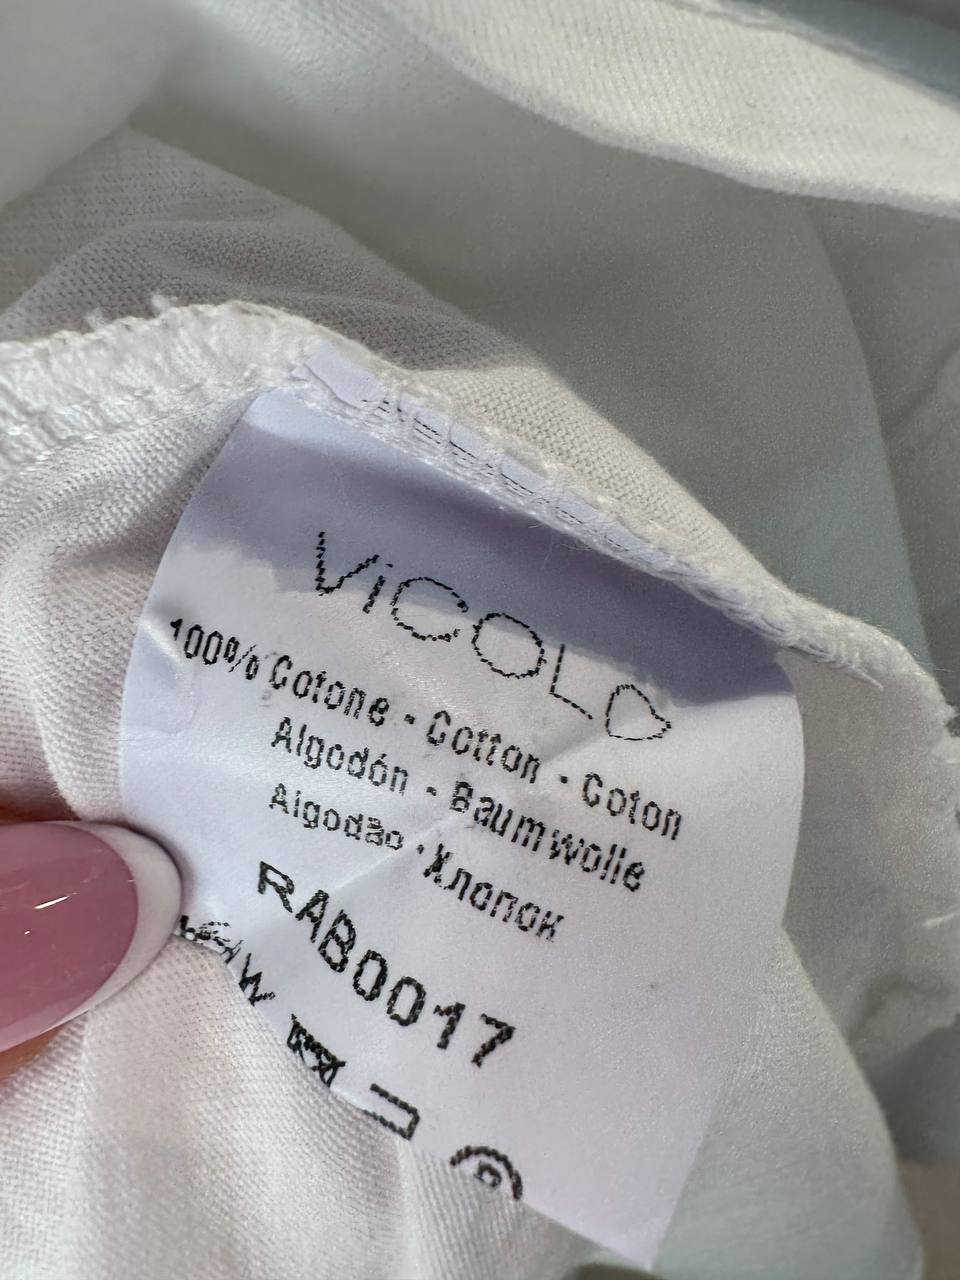 ViCOLO
100% Cotone - Cotton - Coton
Algodón - Baumwolle
Algodão - Хлопок
RAB0017